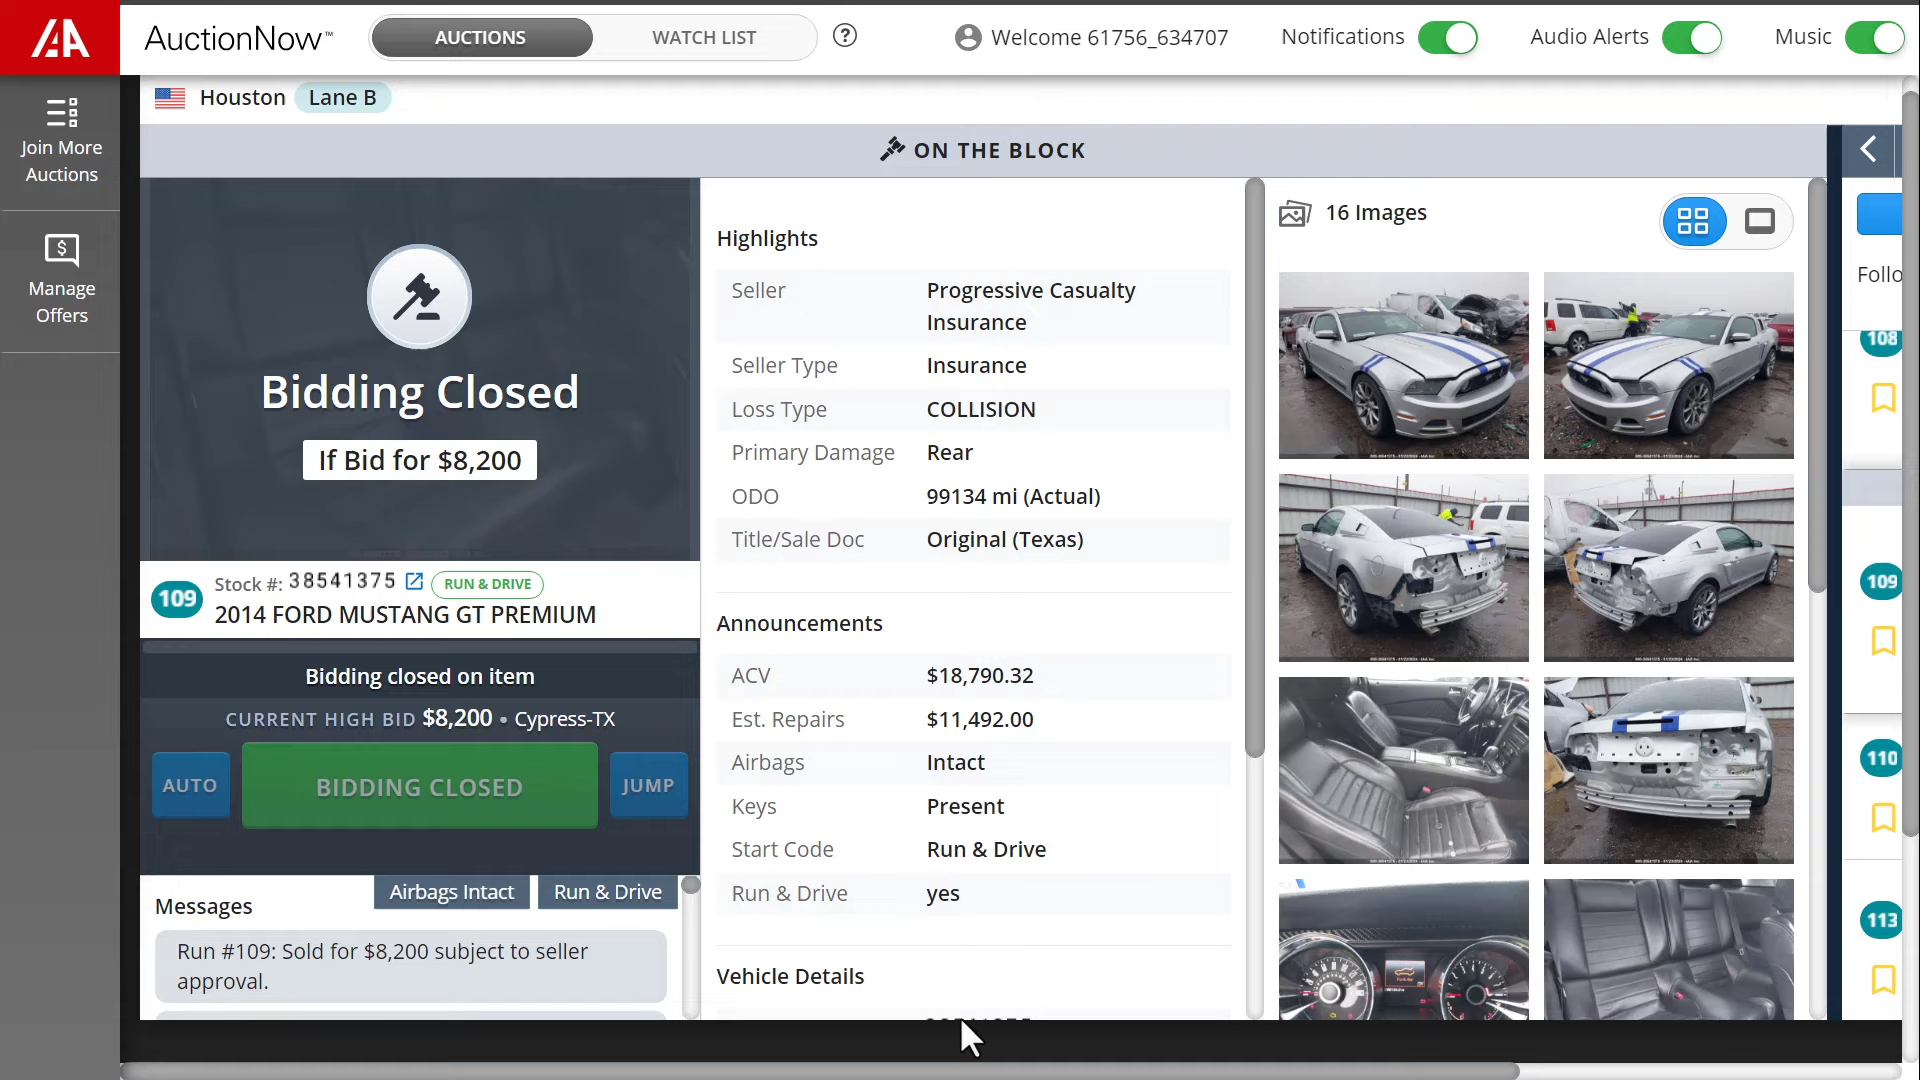 IAA
AuctionNow™
AUCTIONS
WATCH LIST
?
Welcome 61756_634707
Notifications
Audio Alerts
Music
Join More
Auctions
Manage
Offers
Houston
Lane B
ON THE BLOCK
Bidding Closed
If Bid for $8,200
109
Stock #: 38541375
RUN & DRIVE
2014 FORD MUSTANG GT PREMIUM
Bidding closed on item
CURRENT HIGH BID $8,200 • Cypress-TX
AUTO
BIDDING CLOSED
JUMP
Messages
Airbags Intact
Run & Drive
Run #109: Sold for $8,200 subject to seller
approval.
Highlights
Seller
Progressive Casualty
Insurance
Seller Type
Insurance
Loss Type
COLLISION
Primary Damage
Rear
ODO
99134 mi (Actual)
Title/Sale Doc
Original (Texas)
Announcements
ACV
$18,790.32
Est. Repairs
$11,492.00
Airbags
Intact
Keys
Present
Start Code
Run & Drive
Run & Drive
yes
Vehicle Details
16 Images
Follo
108
109
110
113